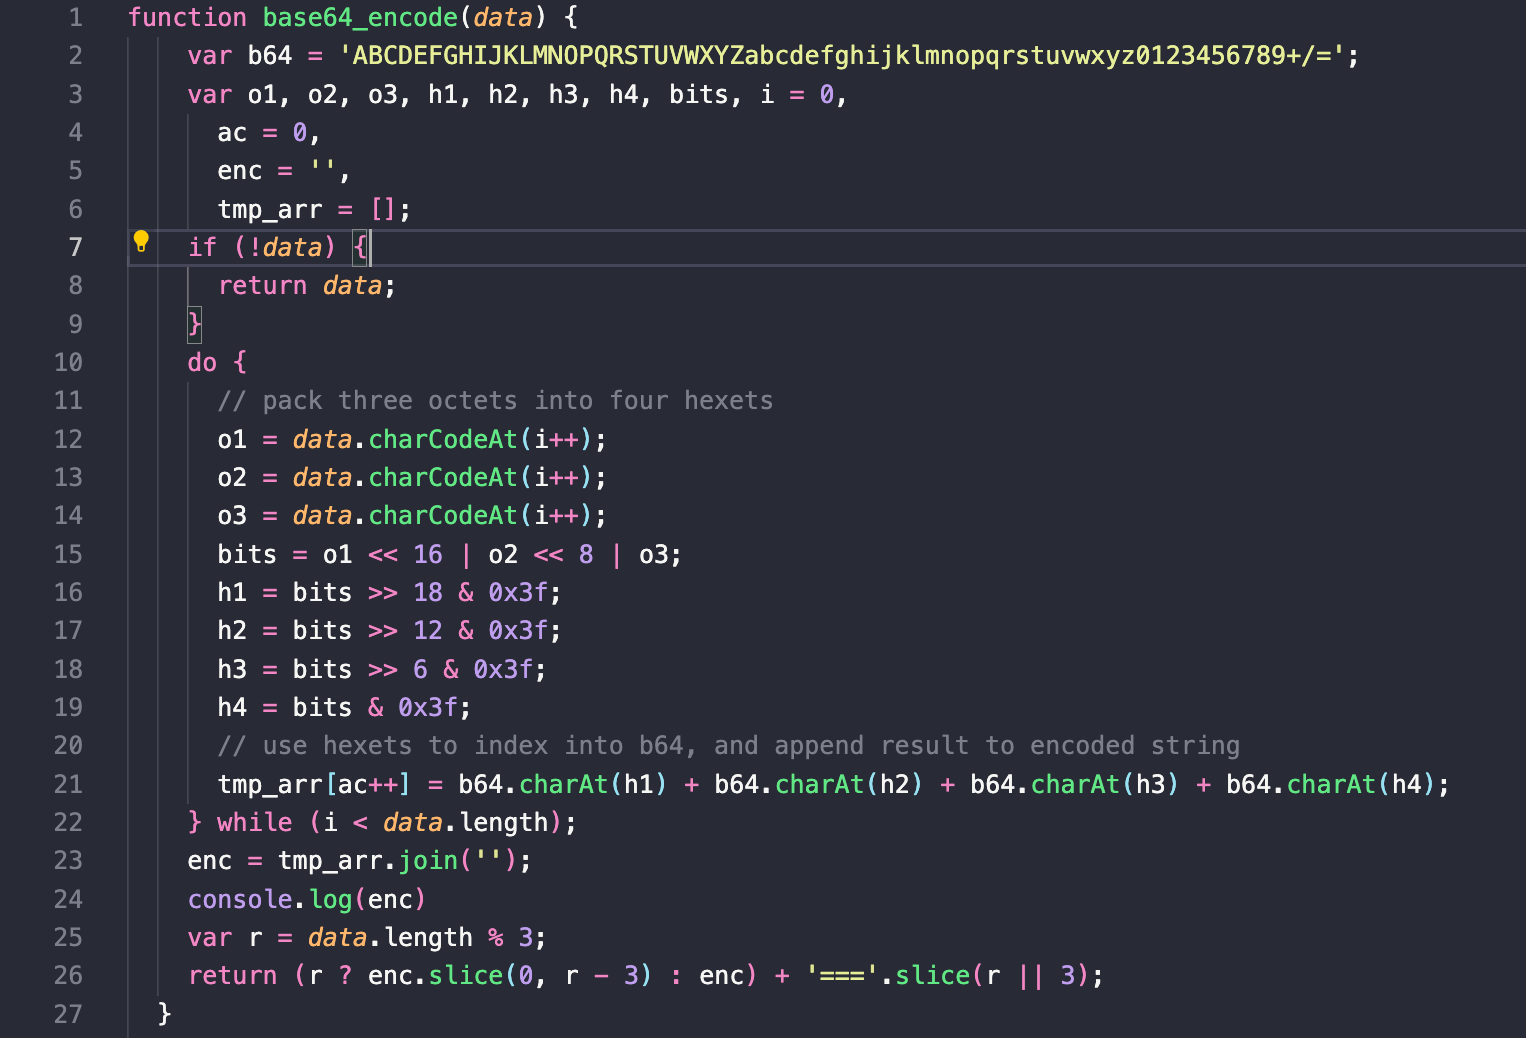 1 function base64_encode(data) {
2 var b64 = 'ABCDEFGHIJKLMNOPQRSTUVWXYZabcdefghijklmnopqrstuvwxyz0123456789+/=';
3 var o1, o2, o3, h1, h2, h3, h4, bits, i = 0,
4 ac = 0,
5 enc = '',
6 tmp_arr = [];
7 if (!data) {
8 return data;
9 }
10 do {
11 // pack three octets into four hexets
12 o1 = data.charCodeAt(i++);
13 o2 = data.charCodeAt(i++);
14 o3 = data.charCodeAt(i++);
15 bits = o1 << 16 | o2 << 8 | o3;
16 h1 = bits >> 18 & 0x3f;
17 h2 = bits >> 12 & 0x3f;
18 h3 = bits >> 6 & 0x3f;
19 h4 = bits & 0x3f;
20 // use hexets to index into b64, and append result to encoded string
21 tmp_arr[ac++] = b64.charAt(h1) + b64.charAt(h2) + b64.charAt(h3) + b64.charAt(h4);
22 } while (i < data.length);
23 enc = tmp_arr.join('');
24 console.log(enc)
25 var r = data.length % 3;
26 return (r ? enc.slice(0, r - 3) : enc) + '==='.slice(r || 3);
27 }